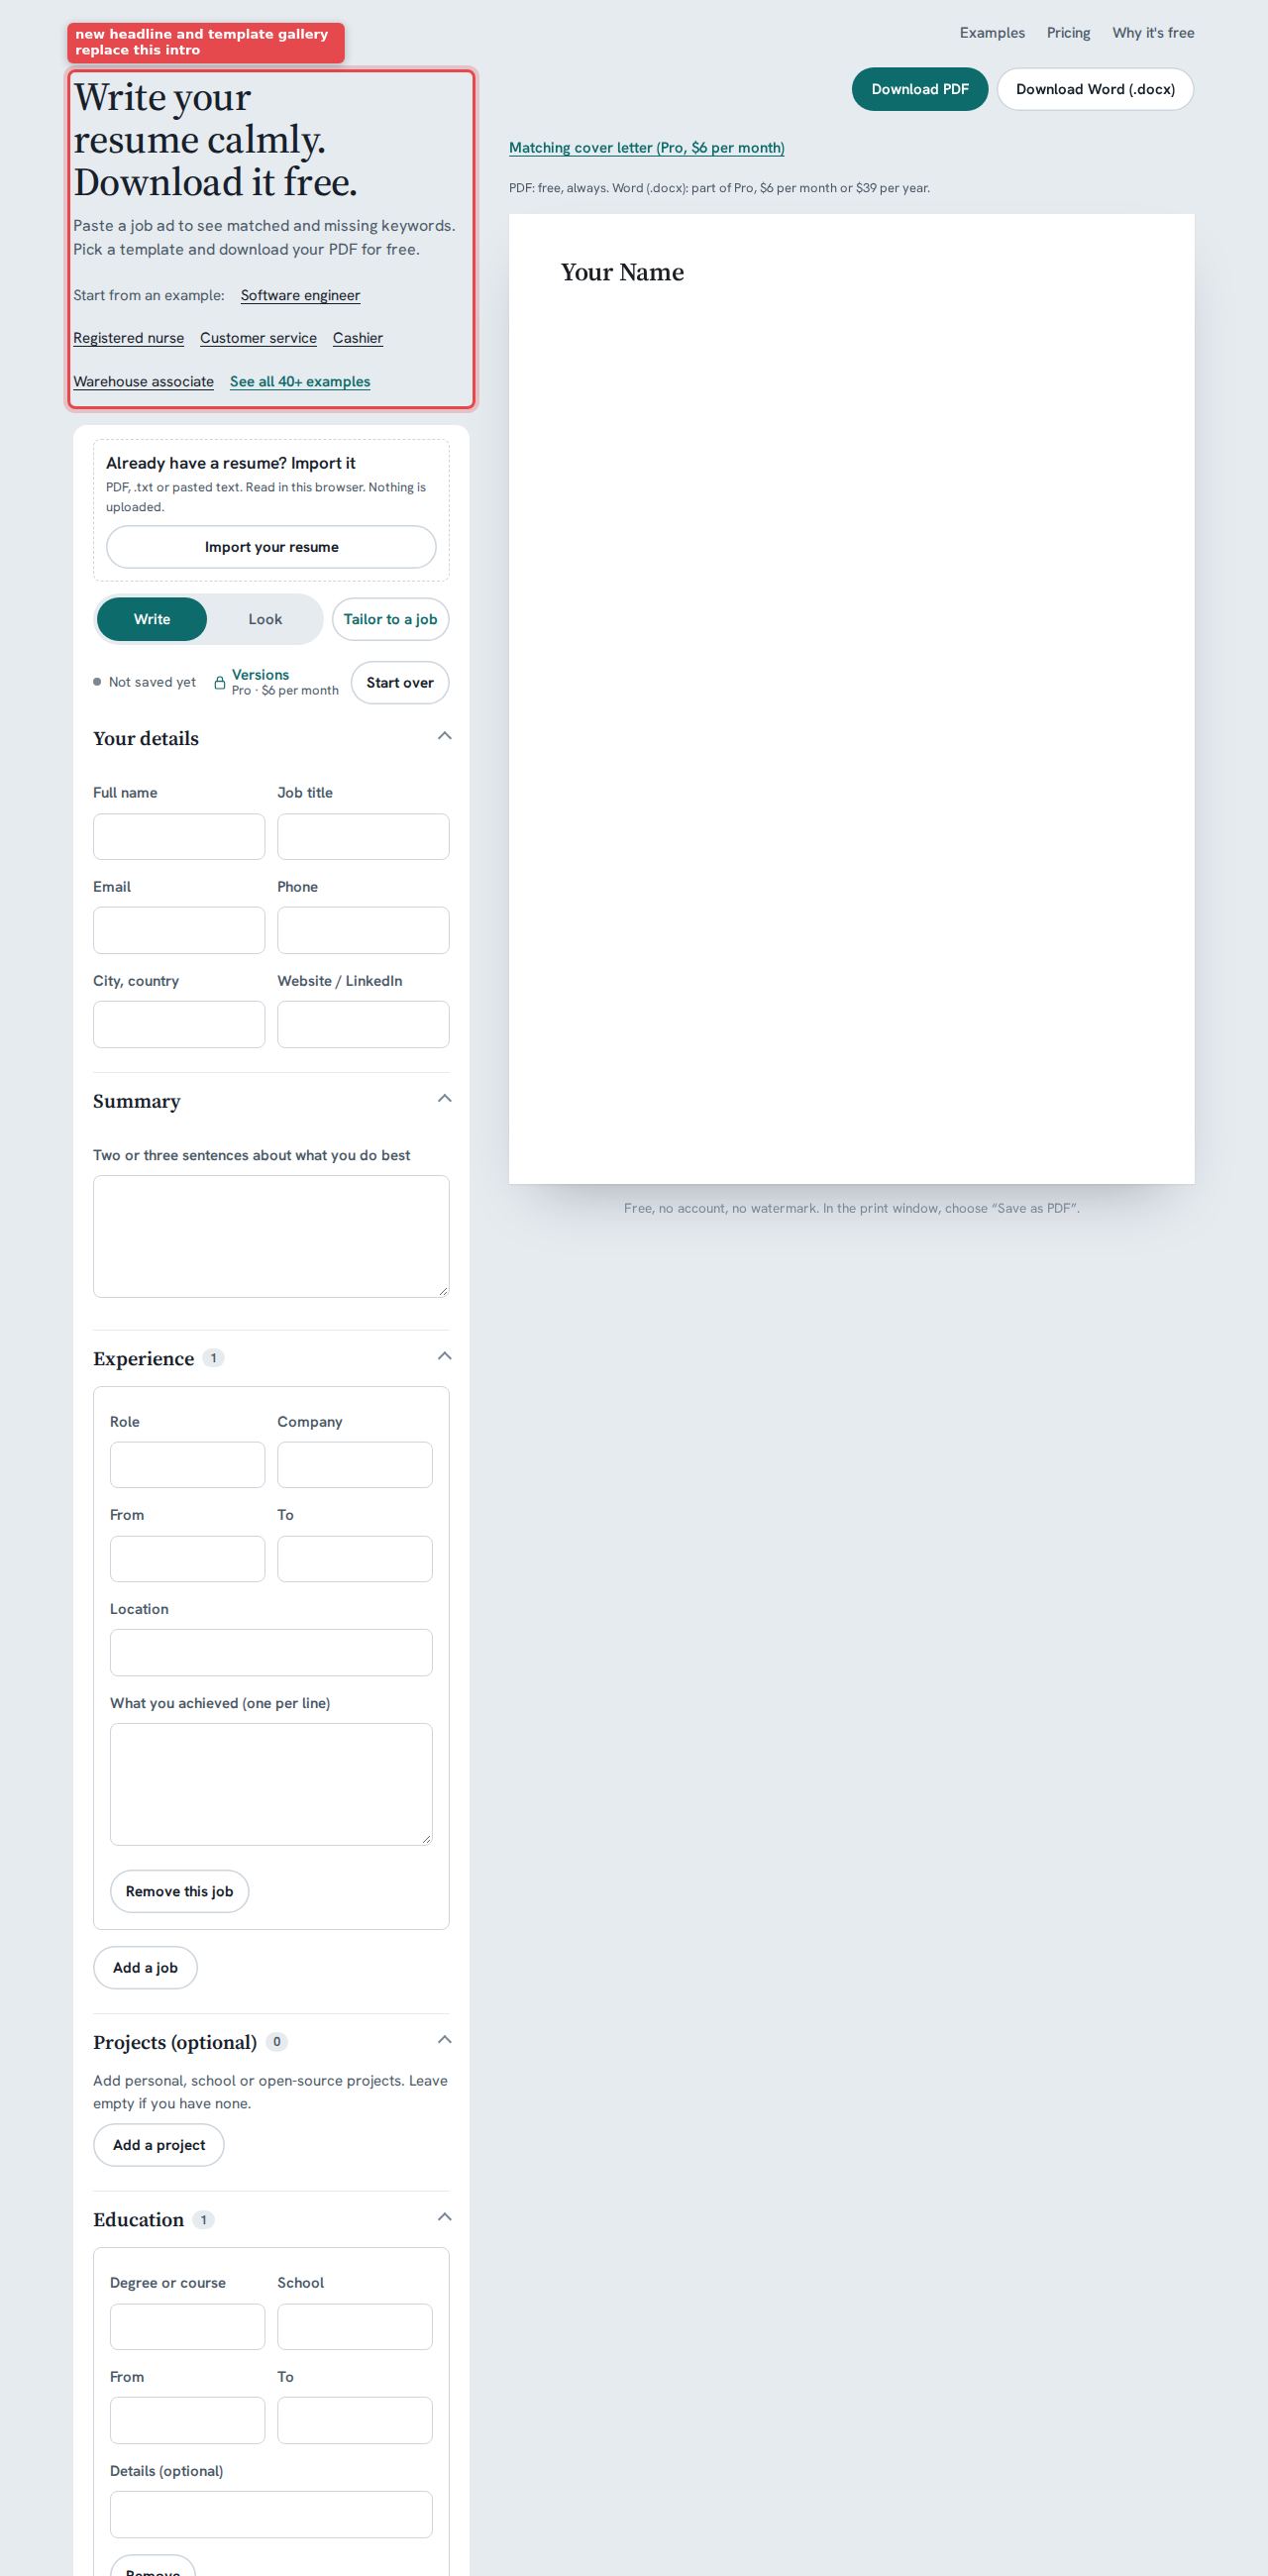 new headline and template gallery
replace this intro
Examples Pricing Why it's free
Write your
resume calmly.
Download it free.
Paste a job ad to see matched and missing keywords.
Pick a template and download your PDF for free.
Start from an example: Software engineer
Registered nurse Customer service Cashier
Warehouse associate See all 40+ examples
Download PDF Download Word (.docx)
Matching cover letter (Pro, $6 per month)
PDF: free, always. Word (.docx): part of Pro, $6 per month or $39 per year.
Your Name
Free, no account, no watermark. In the print window, choose “Save as PDF”.
Already have a resume? Import it
PDF, .txt or pasted text. Read in this browser. Nothing is
uploaded.
Import your resume
Write Look Tailor to a job
Not saved yet Versions
Pro · $6 per month
Start over
Your details
Full name Job title
Email Phone
City, country Website / LinkedIn
Summary
Two or three sentences about what you do best
Experience 1
Role Company
From To
Location
What you achieved (one per line)
Remove this job
Add a job
Projects (optional) 0
Add personal, school or open-source projects. Leave
empty if you have none.
Add a project
Education 1
Degree or course School
From To
Details (optional)
Remove